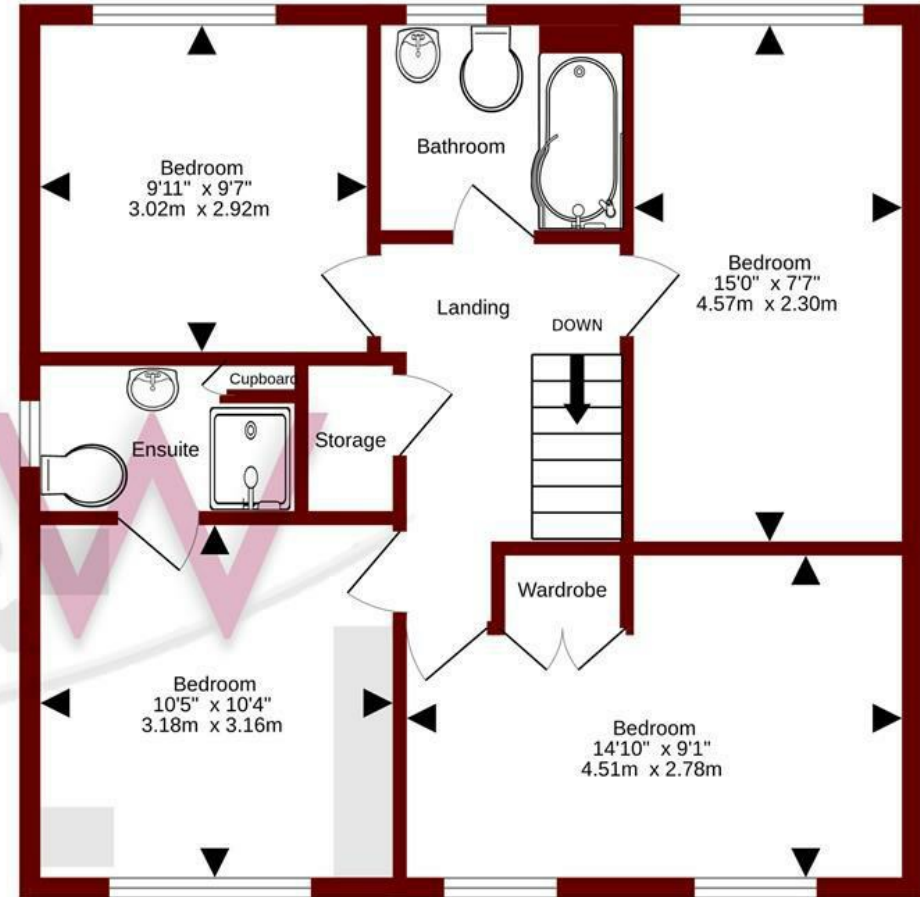 Bedroom
9'11" x 9'7"
3.02m x 2.92m
Bathroom
Bedroom
15'0" x 7'7"
4.57m x 2.30m
Landing
DOWN
Cupboard
Ensuite
Storage
Wardrobe
Bedroom
10'5" x 10'4"
3.18m x 3.16m
Bedroom
14'10" x 9'1"
4.51m x 2.78m
W